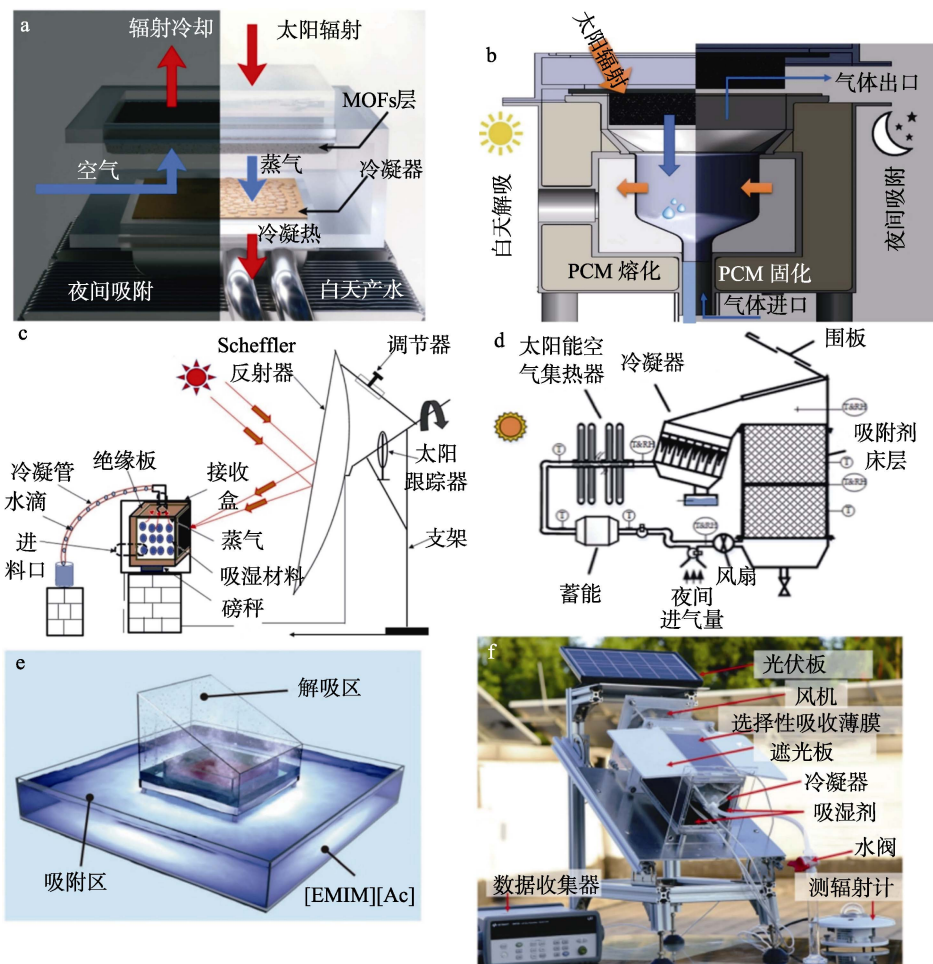 a
辐射冷却
太阳辐射
MOFs层
空气
蒸气
冷凝器
冷凝热
夜间吸附
白天产水
b
太阳辐射
气体出口
白天解吸
夜间吸附
PCM 熔化
PCM 固化
气体进口
c
Scheffler
反射器
调节器
太阳
跟踪器
支架
绝缘板
接收
盒
冷凝管
水滴
进
料口
蒸气
吸湿材料
磅秤
d
太阳能空
气集热器
冷凝器
围板
T&RH
T&RH
吸附剂
床层
T
T&RH
T
T
T
T
T&RH
蓄能
夜间
进气量
风扇
e
解吸区
吸附区
[EMIM][Ac]
f
光伏板
风机
选择性吸收薄膜
遮光板
冷凝器
吸湿剂
水阀
数据收集器
测辐射计